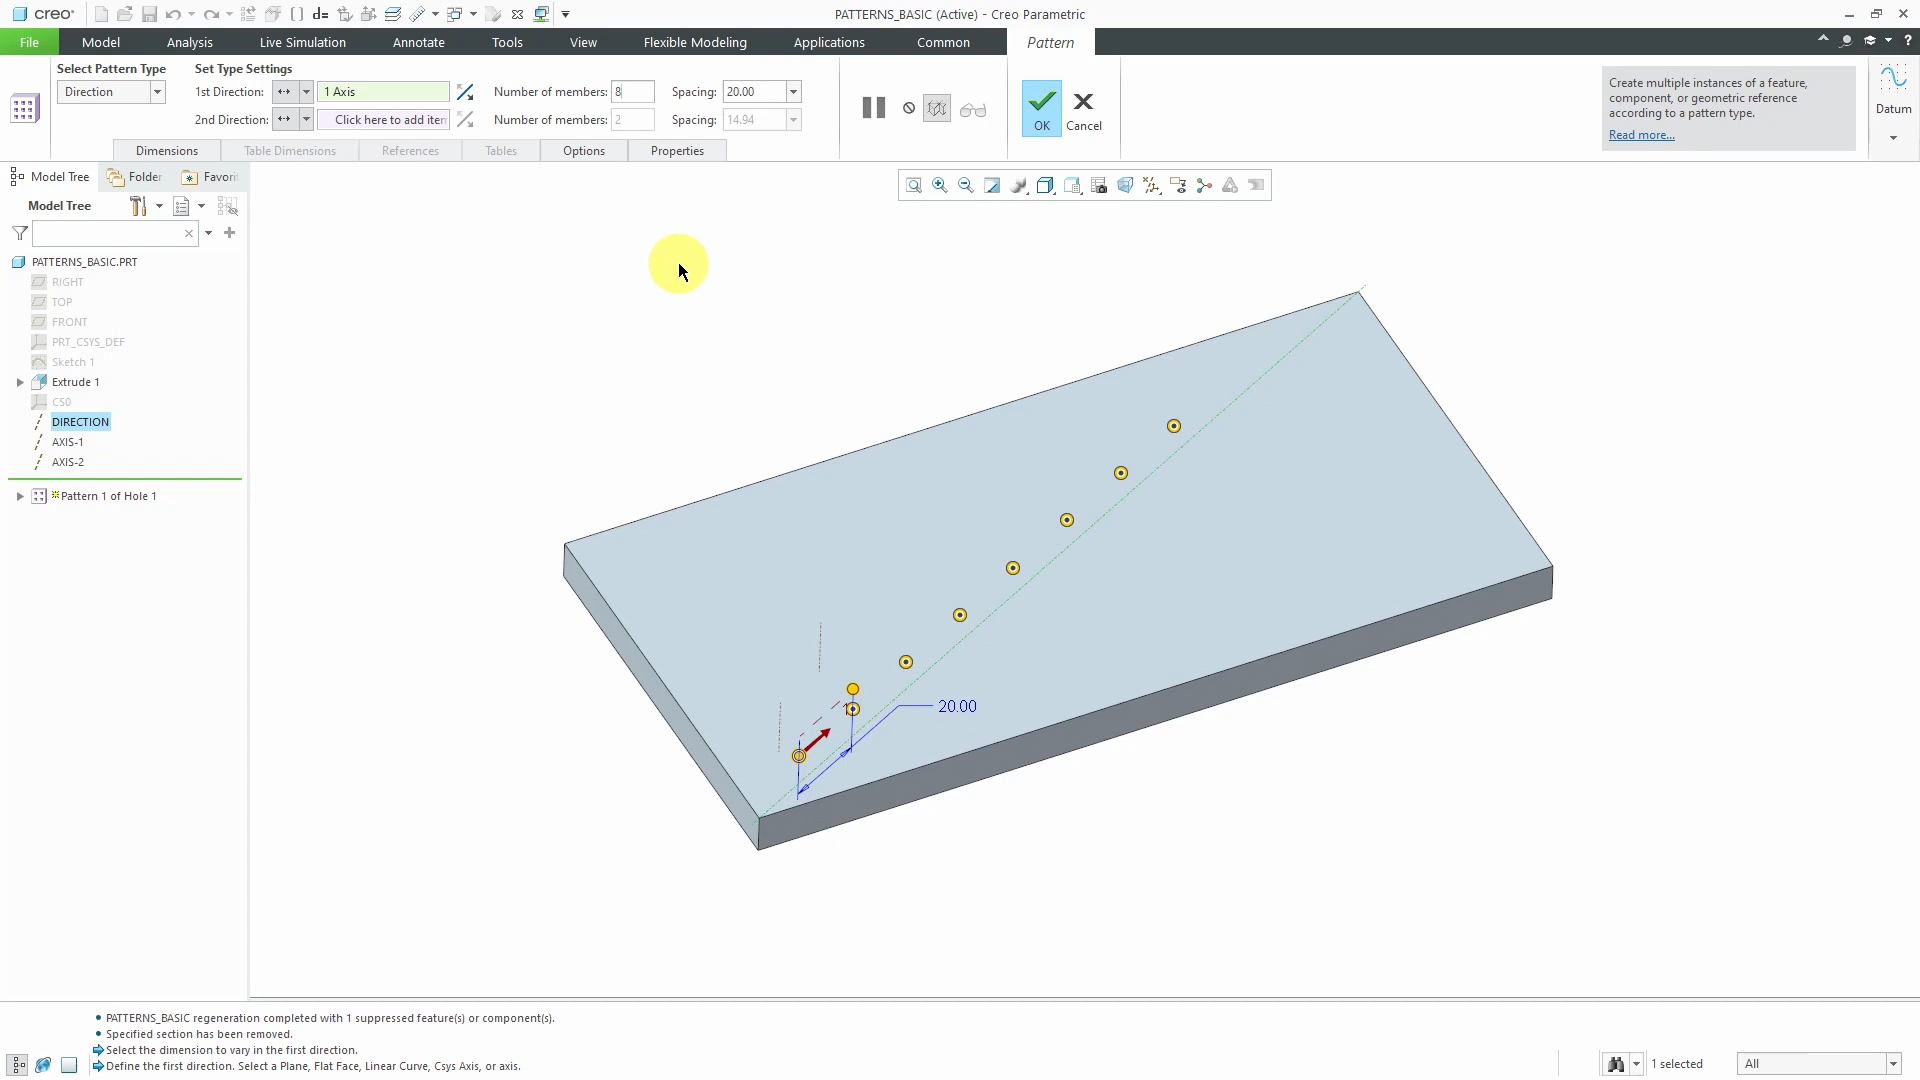 creo
PATTERNS_BASIC (Active) - Creo Parametric
File Model Analysis Live Simulation Annotate Tools View Flexible Modeling Applications Common Pattern
Select Pattern Type Set Type Settings
Direction 1st Direction: 1 Axis Number of members: 8 Spacing: 20.00
2nd Direction: Click here to add item Number of members: 2 Spacing: 14.94
OK Cancel
Create multiple instances of a feature,
component, or geometric reference
according to a pattern type.
Read more...
Datum
Dimensions Table Dimensions References Tables Options Properties
Model Tree Folder Favori
Model Tree
PATTERNS_BASIC.PRT
RIGHT
TOP
FRONT
PRT_CSYS_DEF
Sketch 1
Extrude 1
CS0
DIRECTION
AXIS-1
AXIS-2
Pattern 1 of Hole 1
20.00
1
• PATTERNS_BASIC regeneration completed with 1 suppressed feature(s) or component(s).
• Specified section has been removed.
Select the dimension to vary in the first direction.
Define the first direction. Select a Plane, Flat Face, Linear Curve, Csys Axis, or axis.
1 selected All